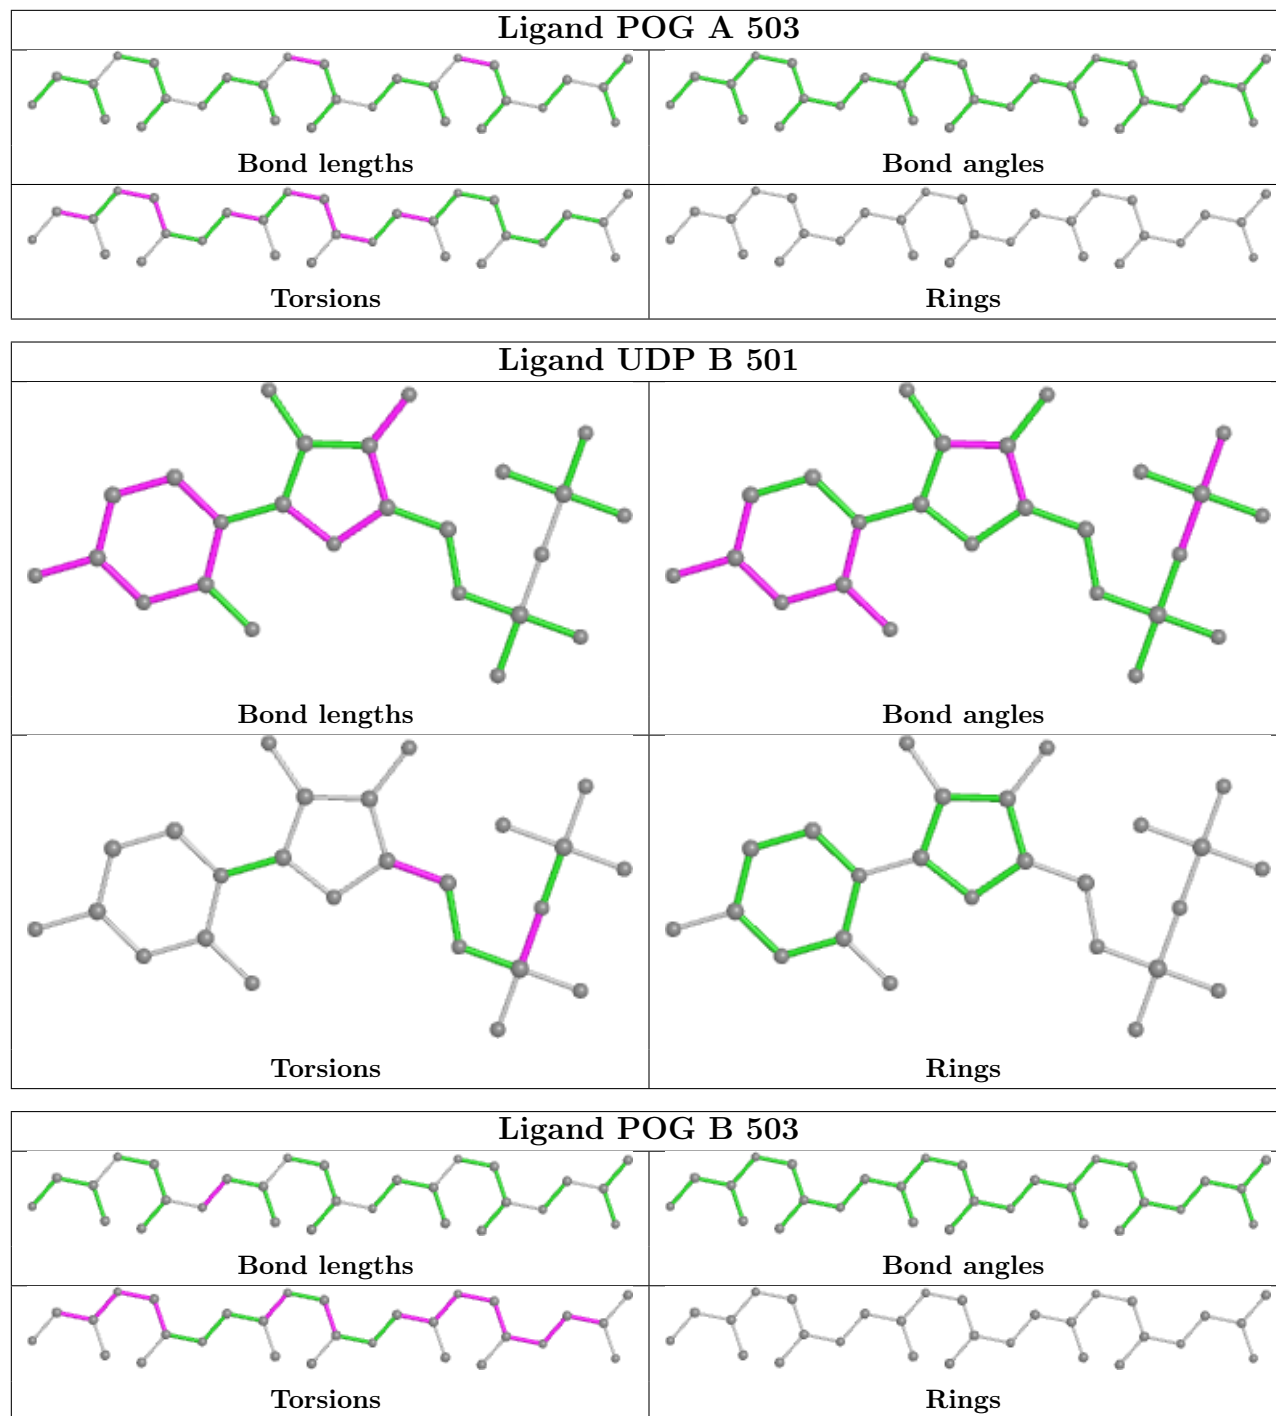 Ligand POG A 503
Bond lengths
Bond angles
Torsions
Rings
Ligand UDP B 501
Bond lengths
Bond angles
Torsions
Rings
Ligand POG B 503
Bond lengths
Bond angles
Torsions
Rings